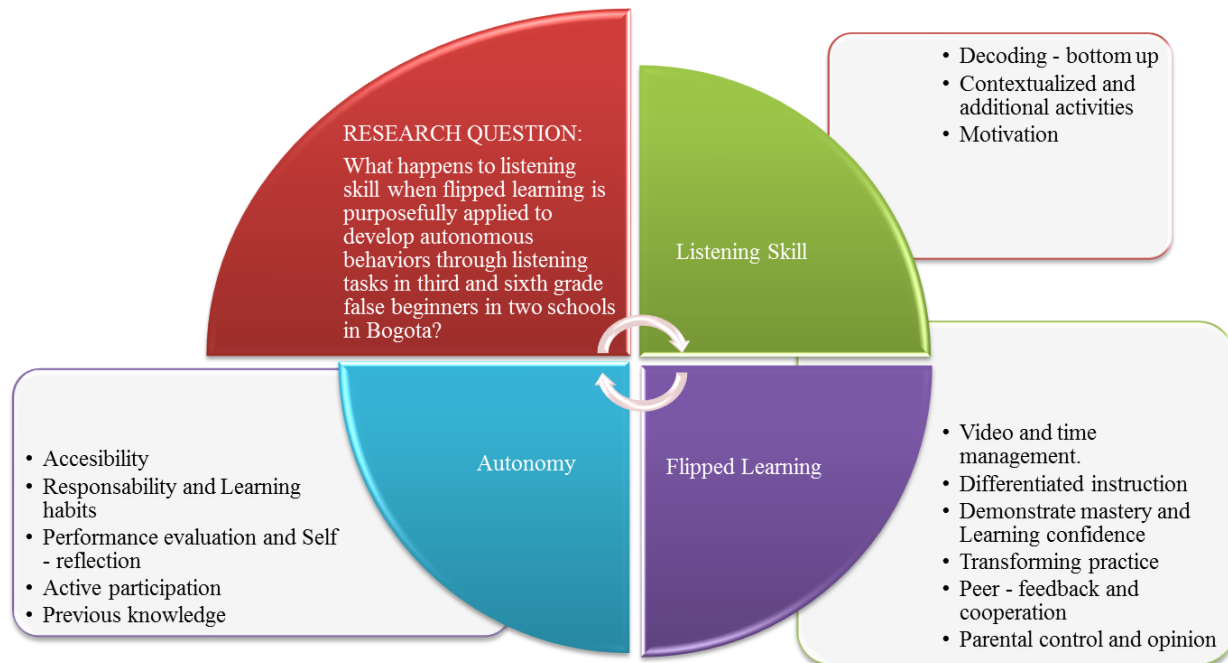 RESEARCH QUESTION:
What happens to listening
skill when flipped learning is
purposefully applied to
develop autonomous
behaviors through listening
tasks in third and sixth grade
false beginners in two schools
in Bogota?
Listening Skill
• Decoding - bottom up
• Contextualized and
additional activities
• Motivation
Autonomy
• Accesibility
• Responsability and Learning
habits
• Performance evaluation and Self
- reflection
• Active participation
• Previous knowledge
Flipped Learning
• Video and time
management.
• Differentiated instruction
• Demonstrate mastery and
Learning confidence
• Transforming practice
• Peer - feedback and
cooperation
• Parental control and opinion